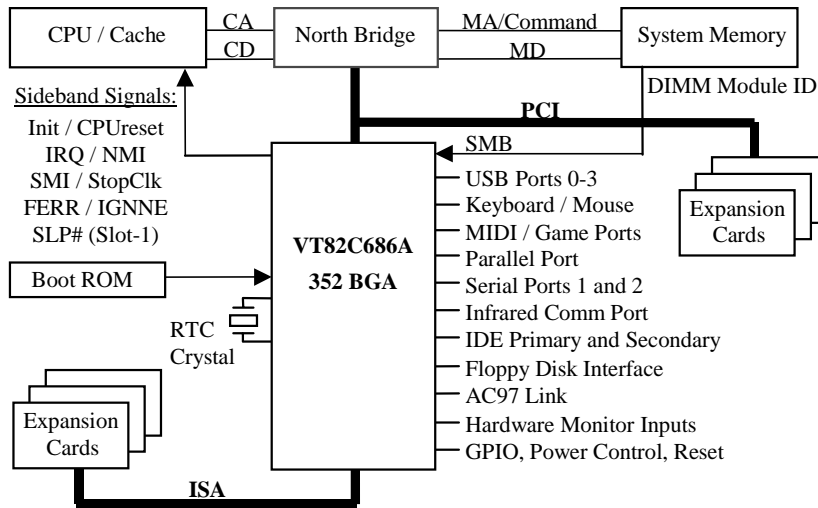 CPU / Cache
CA
CD
North Bridge
MA/Command
MD
System Memory
DIMM Module ID
Sideband Signals:
Init / CPUreset
IRQ / NMI
SMI / StopClk
FERR / IGNNE
SLP# (Slot-1)
PCI
SMB
Expansion
Cards
VT82C686A
352 BGA
USB Ports 0-3
Keyboard / Mouse
MIDI / Game Ports
Parallel Port
Serial Ports 1 and 2
Infrared Comm Port
IDE Primary and Secondary
Floppy Disk Interface
AC97 Link
Hardware Monitor Inputs
GPIO, Power Control, Reset
Boot ROM
RTC
Crystal
Expansion
Cards
ISA